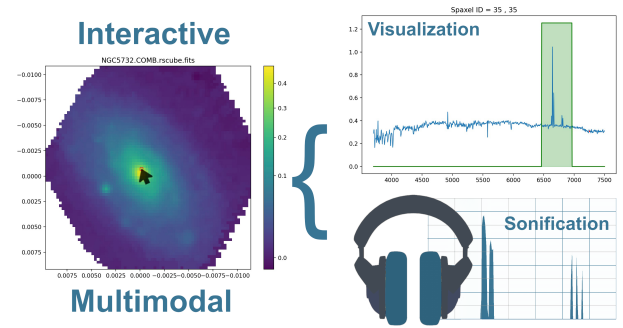 Interactive
NGC5732.COMB.rscube.fits
−0.0100
−0.0075
−0.0050
−0.0025
0.0000
0.0025
0.0050
0.0075
0.0075 0.0050 0.0025 0.0000 −0.0025−0.0050−0.0075−0.0100
0.4
0.3
0.2
0.1
0.0
Multimodal
Spaxel ID = 35 , 35
Visualization
1.2
1.0
0.8
0.6
0.4
0.2
0.0
4000 4500 5000 5500 6000 6500 7000 7500
Sonification